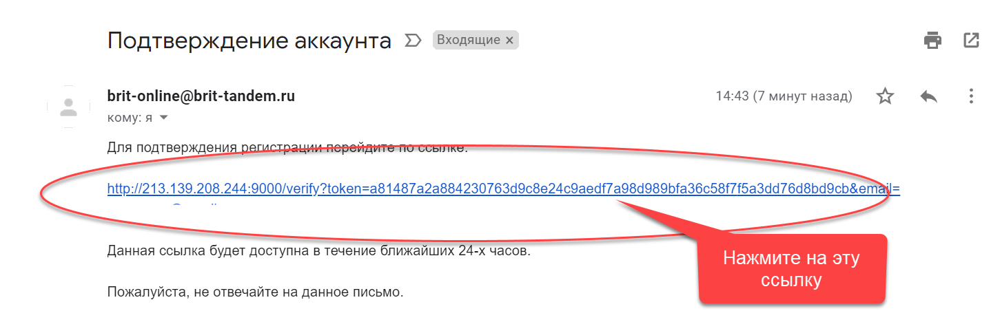 Подтверждение аккаунта Входящие ×
brit-online@brit-tandem.ru 14:43 (7 минут назад)
кому: я
Для подтверждения регистрации перейдите по ссылке:
http://213.139.208.244:9000/verify?token=a81487a2a884230763d9c8e24c9aedf7a98d989bfa36c58f7f5a3dd76d8bd9cb&email=
Данная ссылка будет доступна в течение ближайших 24-х часов.
Нажмите на эту
ссылку
Пожалуйста, не отвечайте на данное письмо.